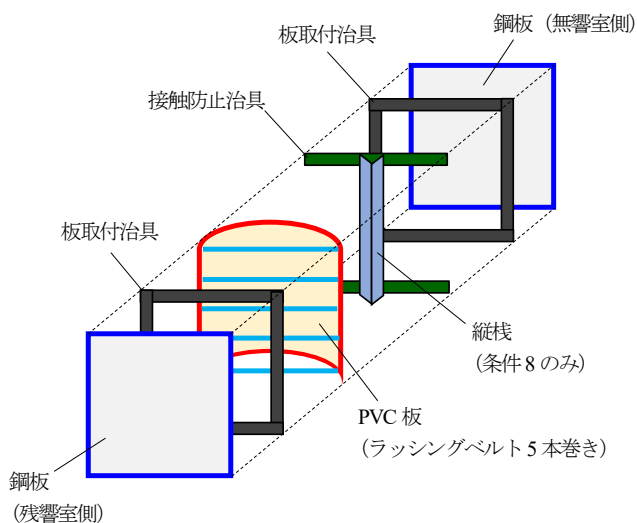 鋼板（無響室側）
板取付治具
接触防止治具
板取付治具
縦桟
（条件 8 のみ）
PVC 板
（ラッシングベルト 5 本巻き）
鋼板
（残響室側）